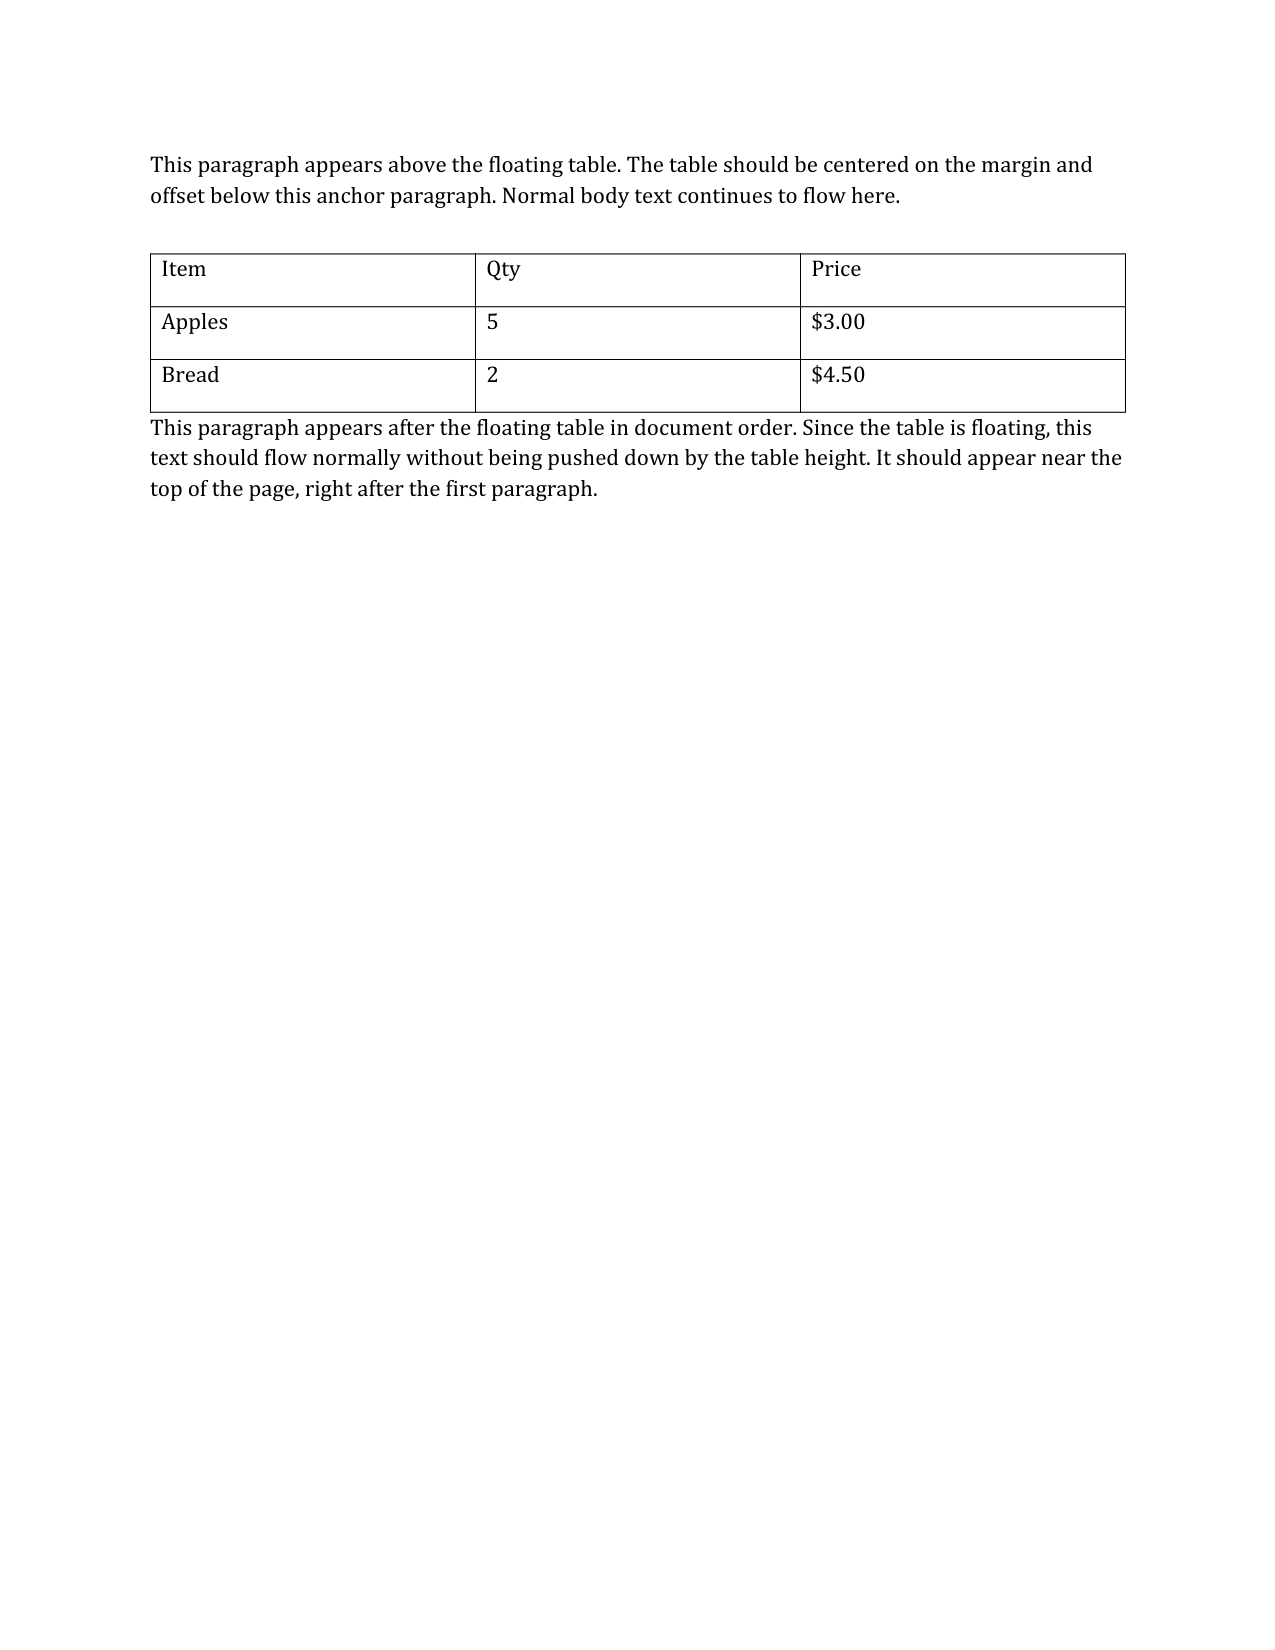 This paragraph appears above the floating table. The table should be centered on the margin and
offset below this anchor paragraph. Normal body text continues to flow here.
Item Qty Price
Apples 5 $3.00
Bread 2 $4.50
This paragraph appears after the floating table in document order. Since the table is floating, this
text should flow normally without being pushed down by the table height. It should appear near the
top of the page, right after the first paragraph.